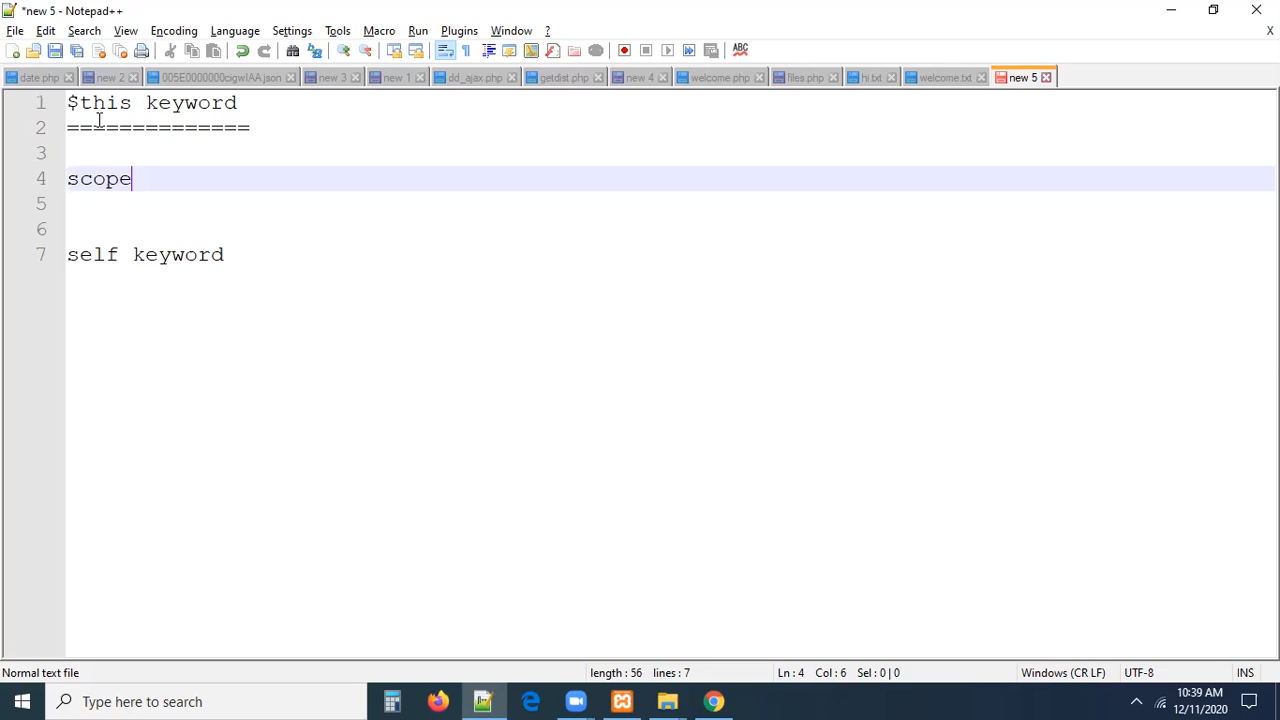 *new 5 - Notepad++
File Edit Search View Encoding Language Settings Tools Macro Run Plugins Window ? X
ABC
date.php new 2 005E0000000cigwIAA.json new 3 new 1 dd_ajax.php getdist.php new 4 welcome.php files.php hi.txt welcome.txt new 5
1 $this keyword
2 ==============
3
4 scope
5
6
7 self keyword
Normal text file length : 56 lines : 7 Ln : 4 Col : 6 Sel : 0 | 0 Windows (CR LF) UTF-8 INS
Type here to search
10:39 AM
12/11/2020